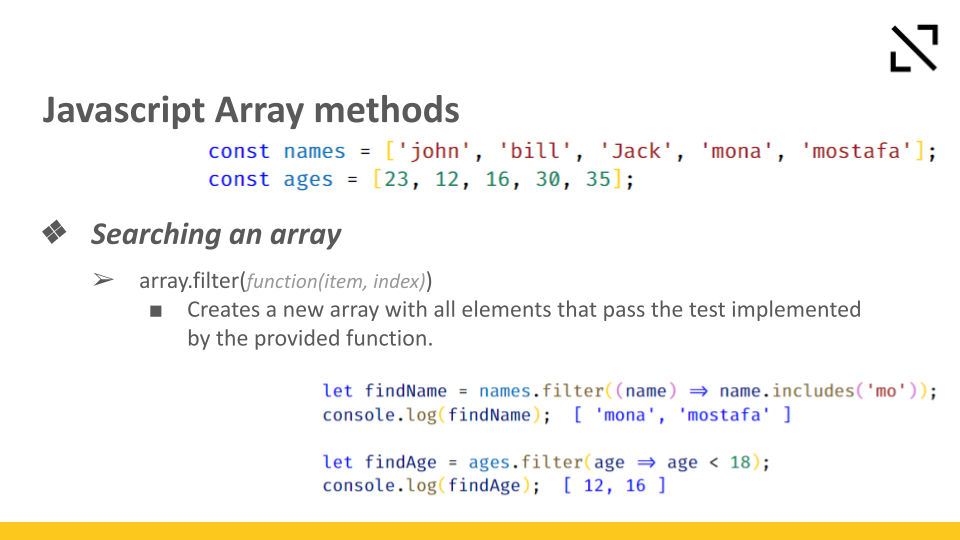 Javascript Array methods
const names = ['john', 'bill', 'Jack', 'mona', 'mostafa'];
const ages = [23, 12, 16, 30, 35];
❖ Searching an array
➢ array.filter(function(item, index))
■ Creates a new array with all elements that pass the test implemented
by the provided function.
let findName = names.filter((name) ⇒ name.includes('mo'));
console.log(findName); [ 'mona', 'mostafa' ]
let findAge = ages.filter(age ⇒ age < 18);
console.log(findAge); [ 12, 16 ]